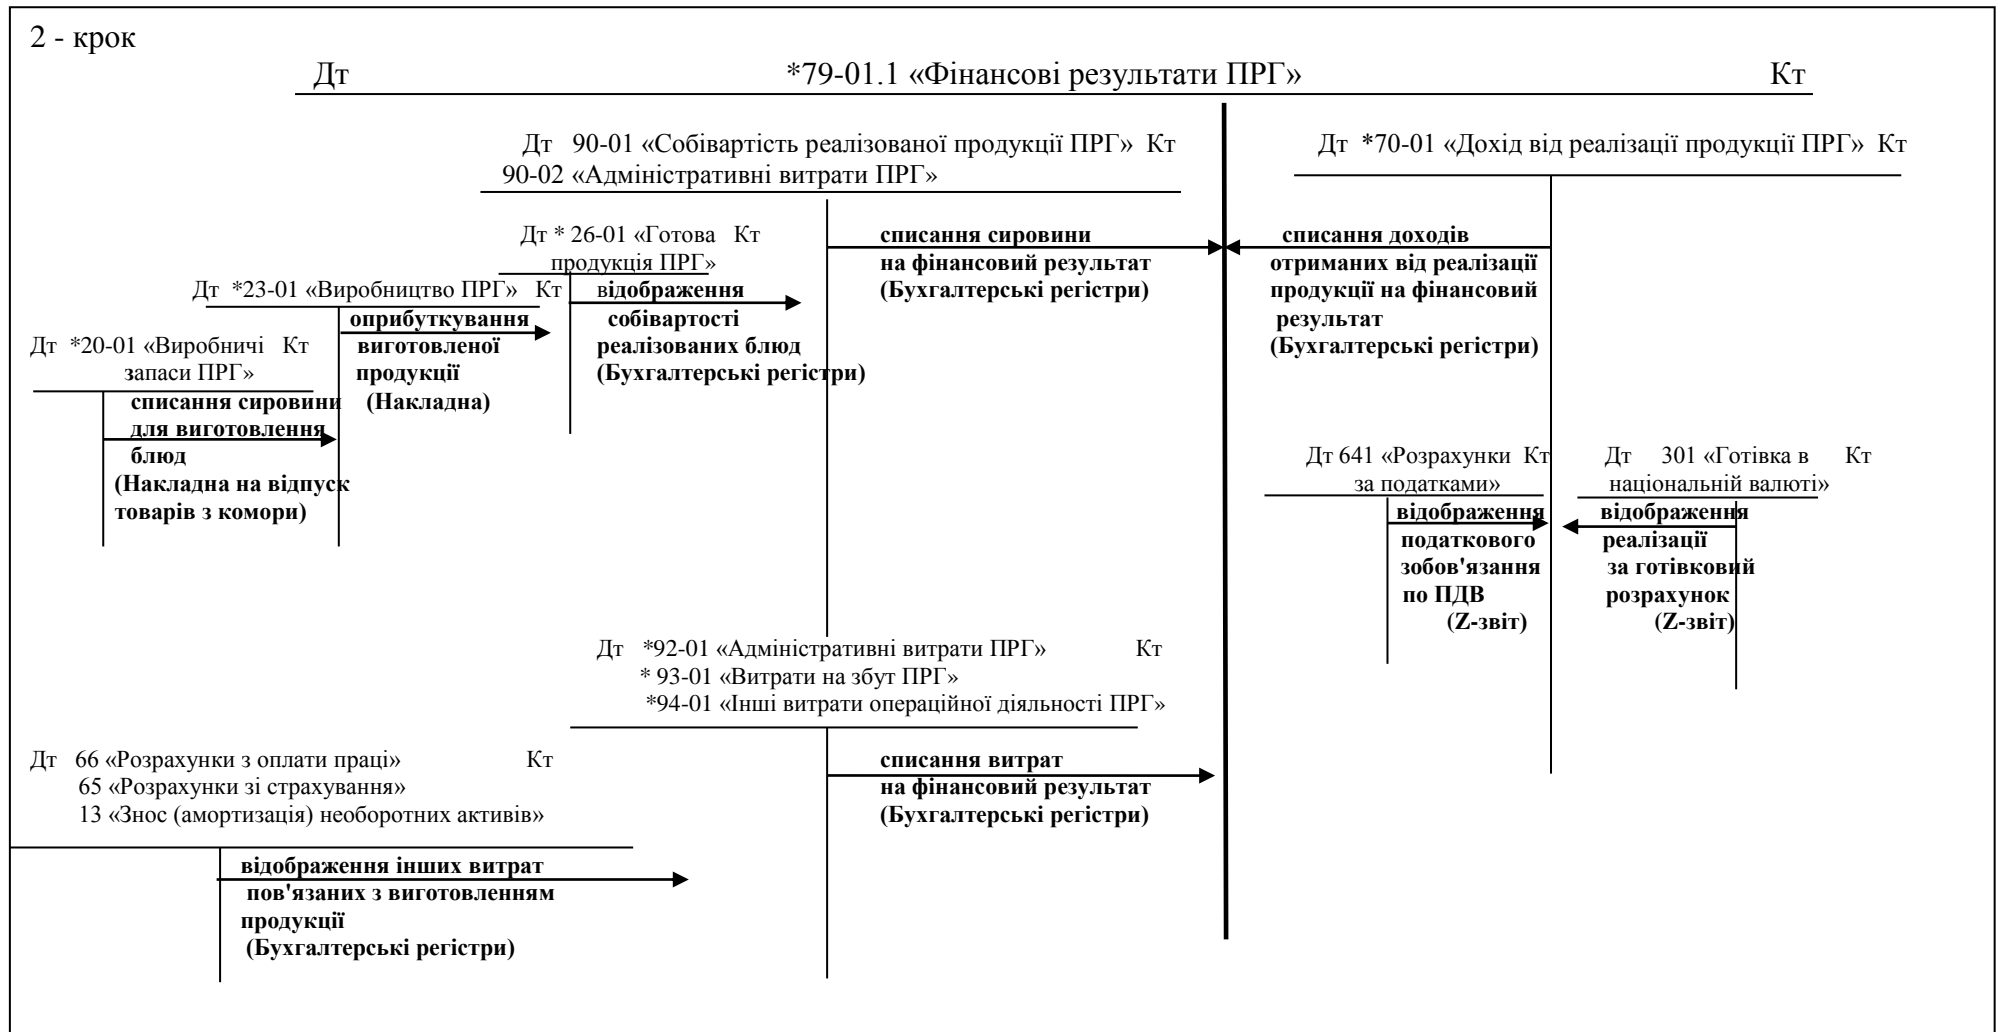 2 - крок
Дт *79-01.1 «Фінансові результати ПРГ» Кт
Дт 90-01 «Собівартість реалізованої продукції ПРГ» Кт
90-02 «Адміністративні витрати ПРГ»
Дт *70-01 «Дохід від реалізації продукції ПРГ» Кт
Дт * 26-01 «Готова Кт
продукція ПРГ»
відображення
собівартості
реалізованих блюд
(Бухгалтерські регістри)
списання сировини
на фінансовий результат
(Бухгалтерські регістри)
списання доходів
отриманих від реалізації
продукції на фінансовий
результат
(Бухгалтерські регістри)
Дт *23-01 «Виробництво ПРГ» Кт
оприбуткування
виготовленої
продукції
(Накладна)
Дт *20-01 «Виробничі Кт
запаси ПРГ»
списання сировини
для виготовлення
блюд
(Накладна на відпуск
товарів з комори)
Дт 641 «Розрахунки Кт
за податками»
відображення
податкового
зобов'язання
по ПДВ
(Z-звіт)
Дт 301 «Готівка в Кт
національній валюті»
відображення
реалізації
за готівковий
розрахунок
(Z-звіт)
Дт *92-01 «Адміністративні витрати ПРГ» Кт
* 93-01 «Витрати на збут ПРГ»
*94-01 «Інші витрати операційної діяльності ПРГ»
списання витрат
на фінансовий результат
(Бухгалтерські регістри)
Дт 66 «Розрахунки з оплати праці» Кт
65 «Розрахунки зі страхування»
13 «Знос (амортизація) необоротних активів»
відображення інших витрат
пов'язаних з виготовленням
продукції
(Бухгалтерські регістри)